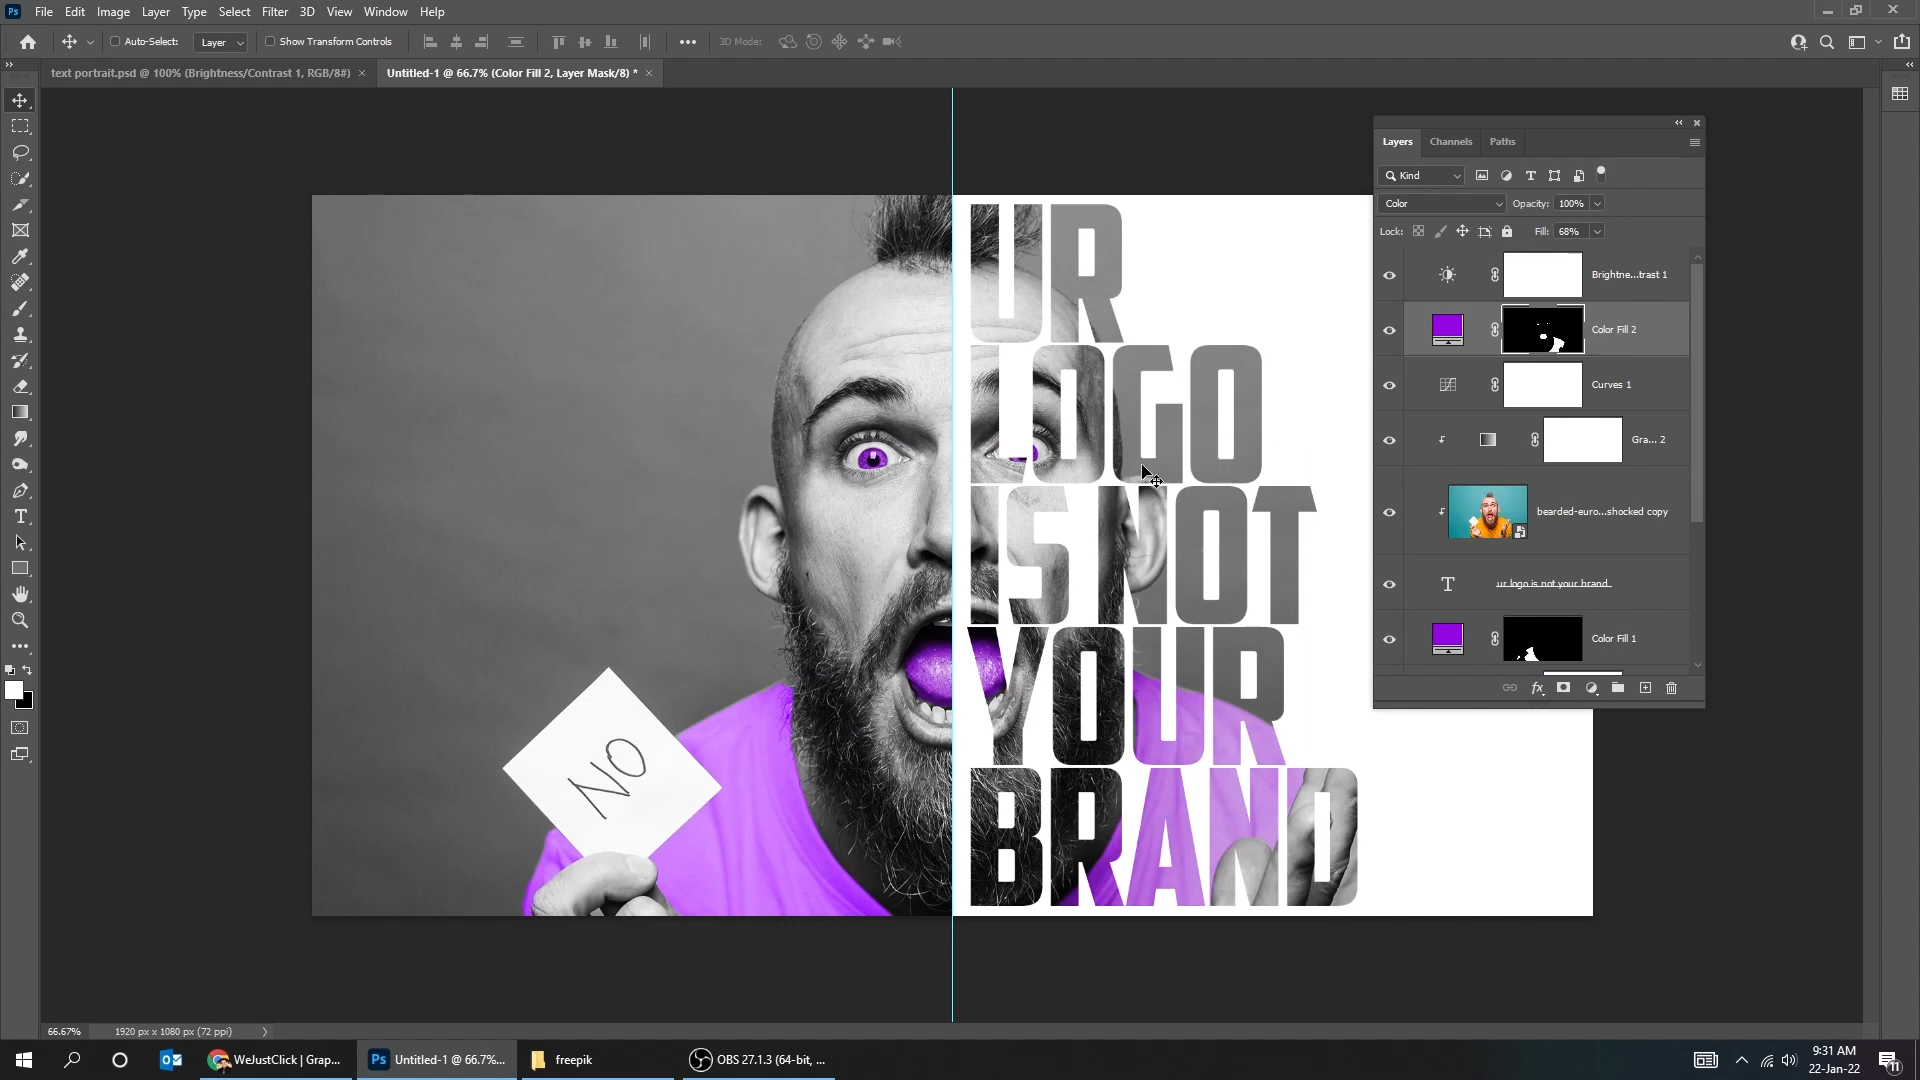 Ps File Edit Image Layer Type Select Filter 3D View Window Help
Auto-Select: Layer Show Transform Controls 3D Mode:
text portrait.psd @ 100% (Brightness/Contrast 1, RGB/8#) × Untitled-1 @ 66.7% (Color Fill 2, Layer Mask/8) * ×
UR
LOGO
IS NOT
YOUR
BRAND
NO
Layers Channels Paths
Kind
Color Opacity: 100%
Lock: Fill: 68%
Brightne...trast 1
Color Fill 2
Curves 1
Gra... 2
bearded-euro...shocked copy
T ur logo is not your brand
Color Fill 1
fx
66.67% 1920 px x 1080 px (72 ppi)
WeJustClick | Grap... Ps Untitled-1 @ 66.7%... freepik OBS 27.1.3 (64-bit, ...
9:31 AM
22-Jan-22
11